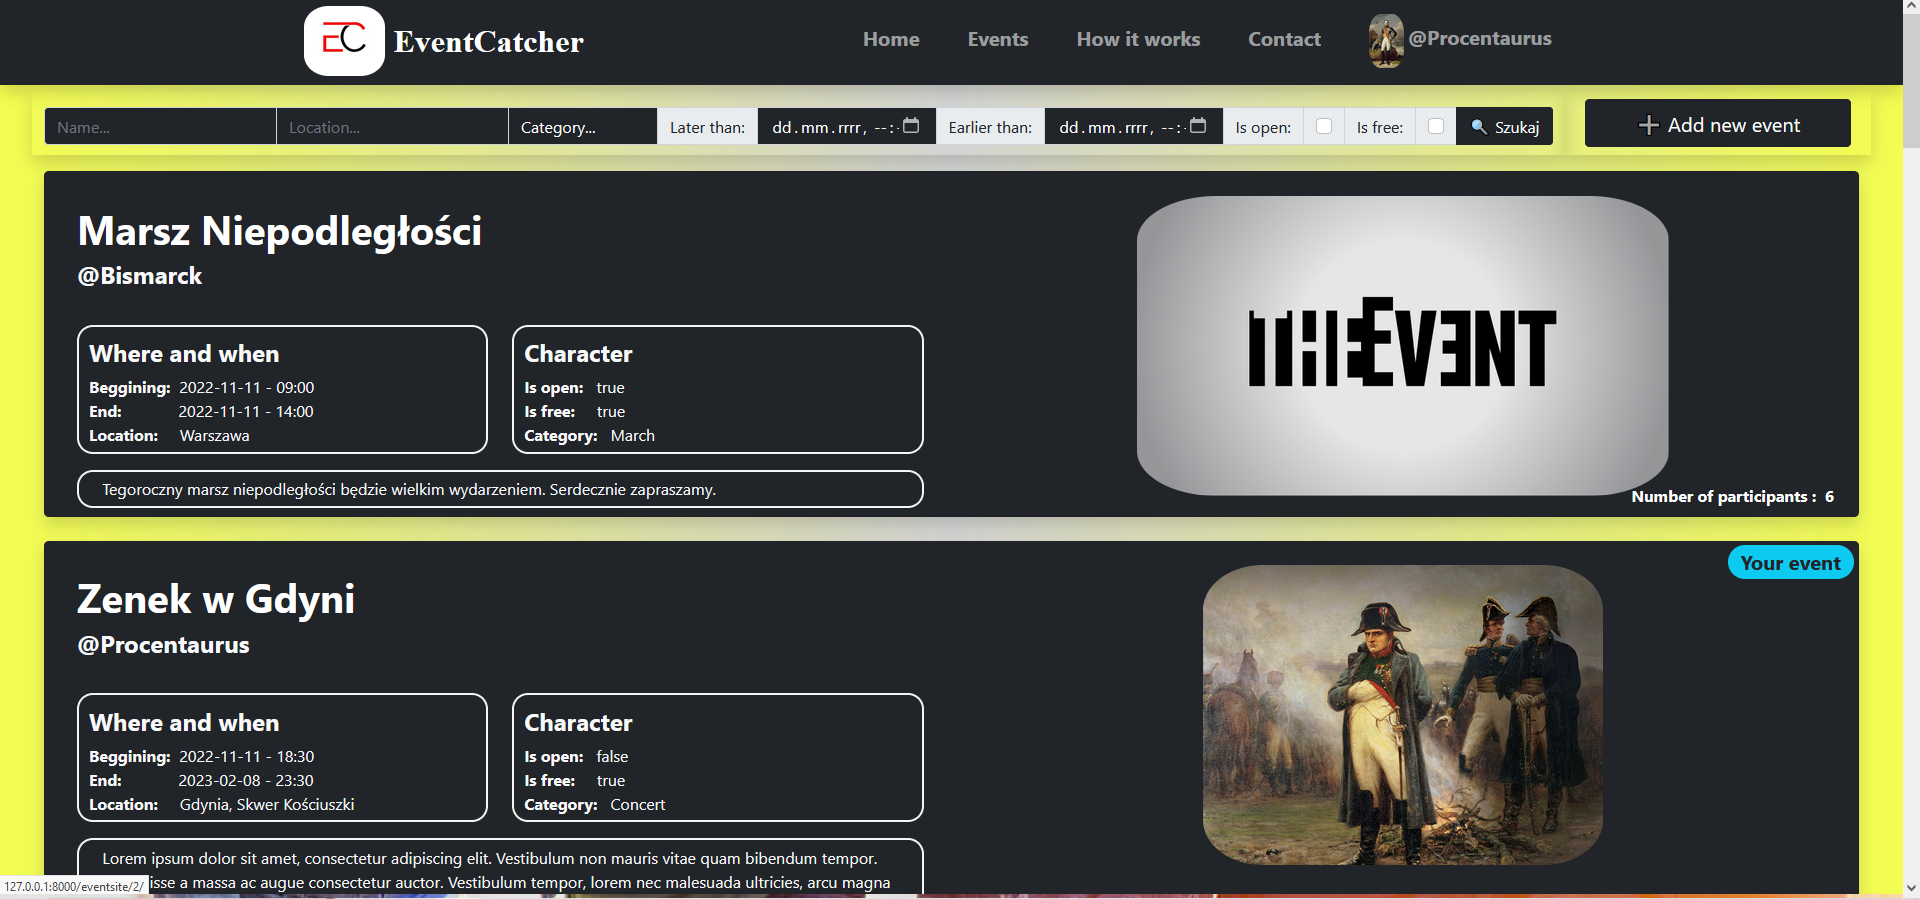 EC EventCatcher Home Events How it works Contact @Procentaurus
Name... Location... Category... Later than: dd.mm.rrrr, --:-- Earlier than: dd.mm.rrrr, --:-- Is open: Is free: Szukaj Add new event
Marsz Niepodległości
@Bismarck
Where and when
Beggining: 2022-11-11 - 09:00
End: 2022-11-11 - 14:00
Location: Warszawa
Character
Is open: true
Is free: true
Category: March
Tegoroczny marsz niepodległości będzie wielkim wydarzeniem. Serdecznie zapraszamy.
THE EVENT
Number of participants : 6
Your event
Zenek w Gdyni
@Procentaurus
Where and when
Beggining: 2022-11-11 - 18:30
End: 2023-02-08 - 23:30
Location: Gdynia, Skwer Kościuszki
Character
Is open: false
Is free: true
Category: Concert
Lorem ipsum dolor sit amet, consectetur adipiscing elit. Vestibulum non mauris vitae quam bibendum tempor.
isse a massa ac augue consectetur auctor. Vestibulum tempor, lorem nec malesuada ultricies, arcu magna
127.0.0.1:8000/eventsite/2/